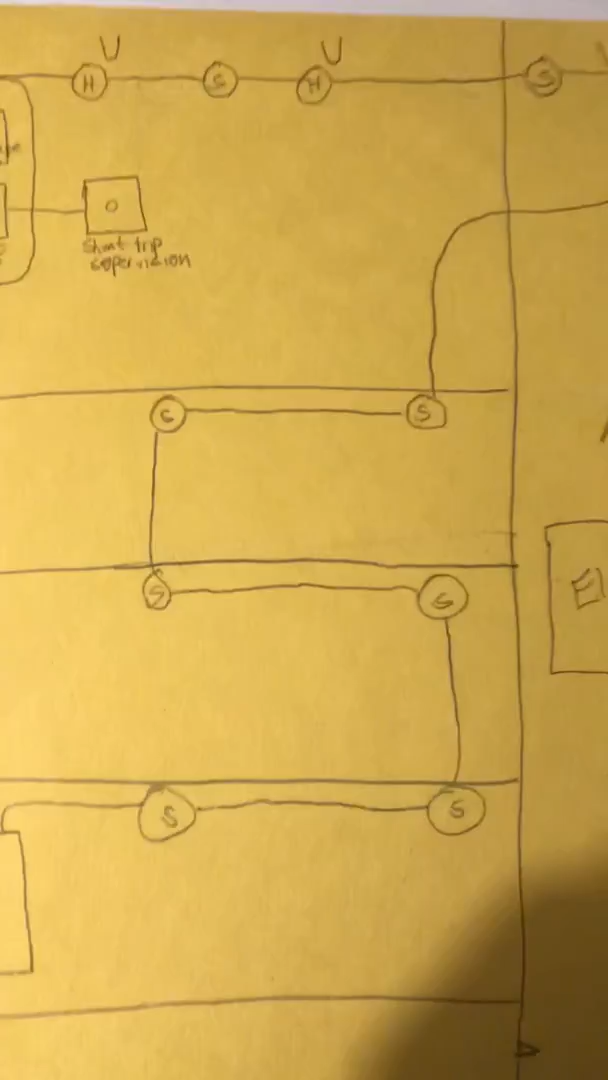 U U
H S H S
Shunt trip
supervision
S S
S S
S S